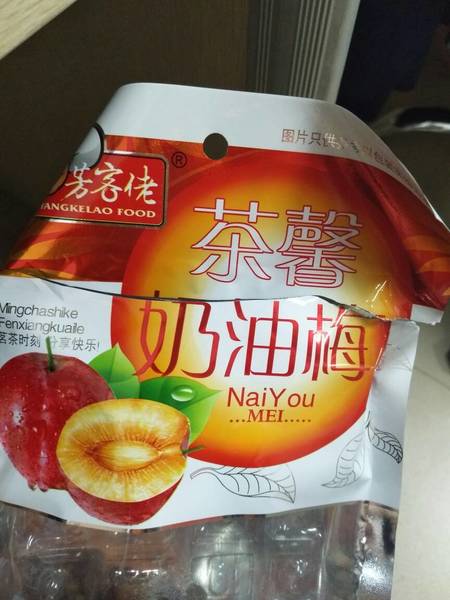 图片只供
芳客佬®
ANGKELAO FOOD
茶馨
Mingchashike
Fenxiangkuaile
茗茶时刻 分享快乐!
奶油梅
NaiYou
...MEI.....